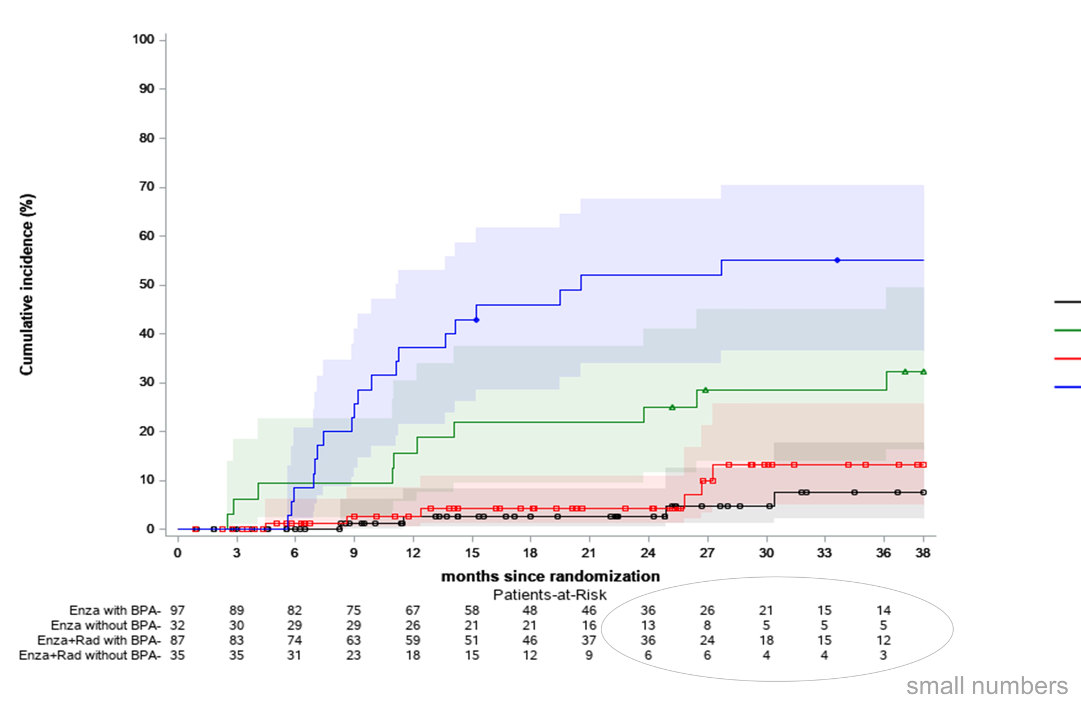 100
90
80
70
60
50
40
30
20
10
0
Cumulative incidence (%)
0 3 6 9 12 15 18 21 24 27 30 33 36 38
months since randomization
Patients-at-Risk
Enza with BPA- 97 89 82 75 67 58 48 46 36 26 21 15 14
Enza without BPA- 32 30 29 29 26 21 21 16 13 8 5 5 5
Enza+Rad with BPA- 87 83 74 63 59 51 46 37 36 24 18 15 12
Enza+Rad without BPA- 35 35 31 23 18 15 12 9 6 6 4 4 3
small numbers